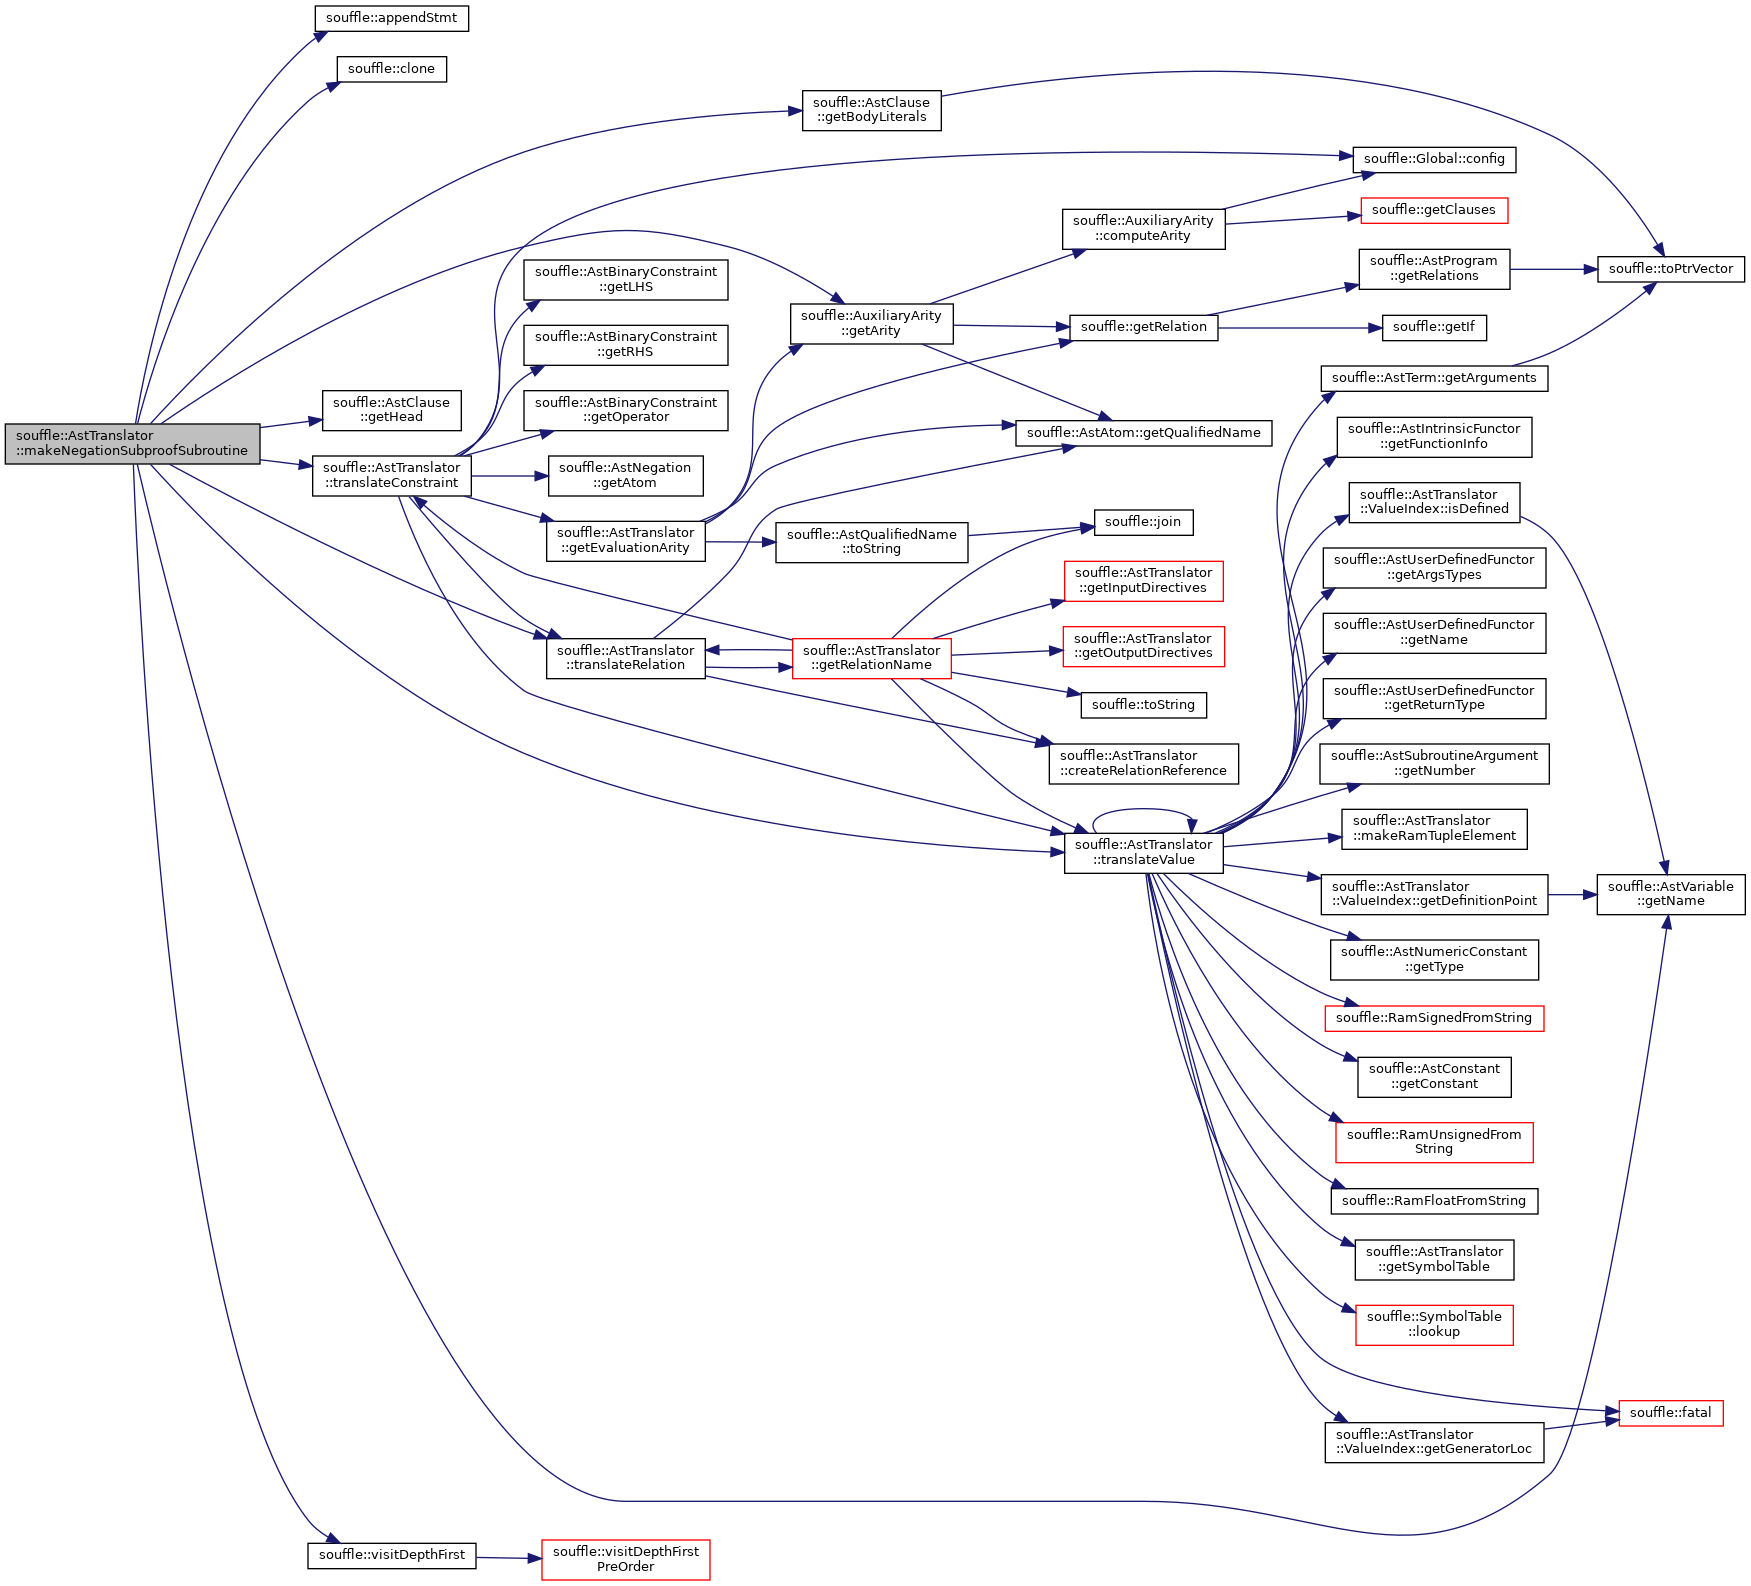 souffle::AstTranslator
::makeNegationSubproofSubroutine
souffle::appendStmt
souffle::clone
souffle::AstClause
::getHead
souffle::AstTranslator
::translateConstraint
souffle::visitDepthFirst
souffle::AstBinaryConstraint
::getLHS
souffle::AstBinaryConstraint
::getRHS
souffle::AstBinaryConstraint
::getOperator
souffle::AstNegation
::getAtom
souffle::AstTranslator
::getEvaluationArity
souffle::AstTranslator
::translateRelation
souffle::visitDepthFirst
PreOrder
souffle::AstClause
::getBodyLiterals
souffle::AuxiliaryArity
::getArity
souffle::AstQualifiedName
::toString
souffle::AstTranslator
::getRelationName
souffle::AuxiliaryArity
::computeArity
souffle::getRelation
souffle::AstAtom::getQualifiedName
souffle::join
souffle::AstTranslator
::getInputDirectives
souffle::AstTranslator
::getOutputDirectives
souffle::toString
souffle::AstTranslator
::createRelationReference
souffle::AstTranslator
::translateValue
souffle::Global::config
souffle::getClauses
souffle::AstProgram
::getRelations
souffle::getIf
souffle::AstTerm::getArguments
souffle::AstIntrinsicFunctor
::getFunctionInfo
souffle::AstTranslator
::ValueIndex::isDefined
souffle::AstUserDefinedFunctor
::getArgsTypes
souffle::AstUserDefinedFunctor
::getName
souffle::AstUserDefinedFunctor
::getReturnType
souffle::AstSubroutineArgument
::getNumber
souffle::AstTranslator
::makeRamTupleElement
souffle::AstTranslator
::ValueIndex::getDefinitionPoint
souffle::AstNumericConstant
::getType
souffle::RamSignedFromString
souffle::AstConstant
::getConstant
souffle::RamUnsignedFrom
String
souffle::RamFloatFromString
souffle::AstTranslator
::getSymbolTable
souffle::SymbolTable
::lookup
souffle::AstTranslator
::ValueIndex::getGeneratorLoc
souffle::toPtrVector
souffle::AstVariable
::getName
souffle::fatal